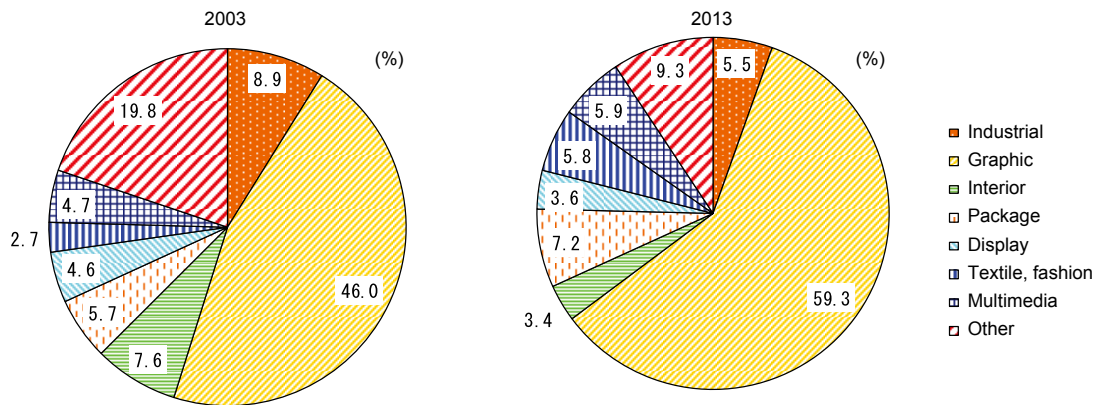 2003
(%)
8.9
46.0
7.6
5.7
4.6
2.7
4.7
19.8
2013
(%)
5.5
59.3
3.4
7.2
3.6
5.8
5.9
9.3
Industrial
Graphic
Interior
Package
Display
Textile, fashion
Multimedia
Other